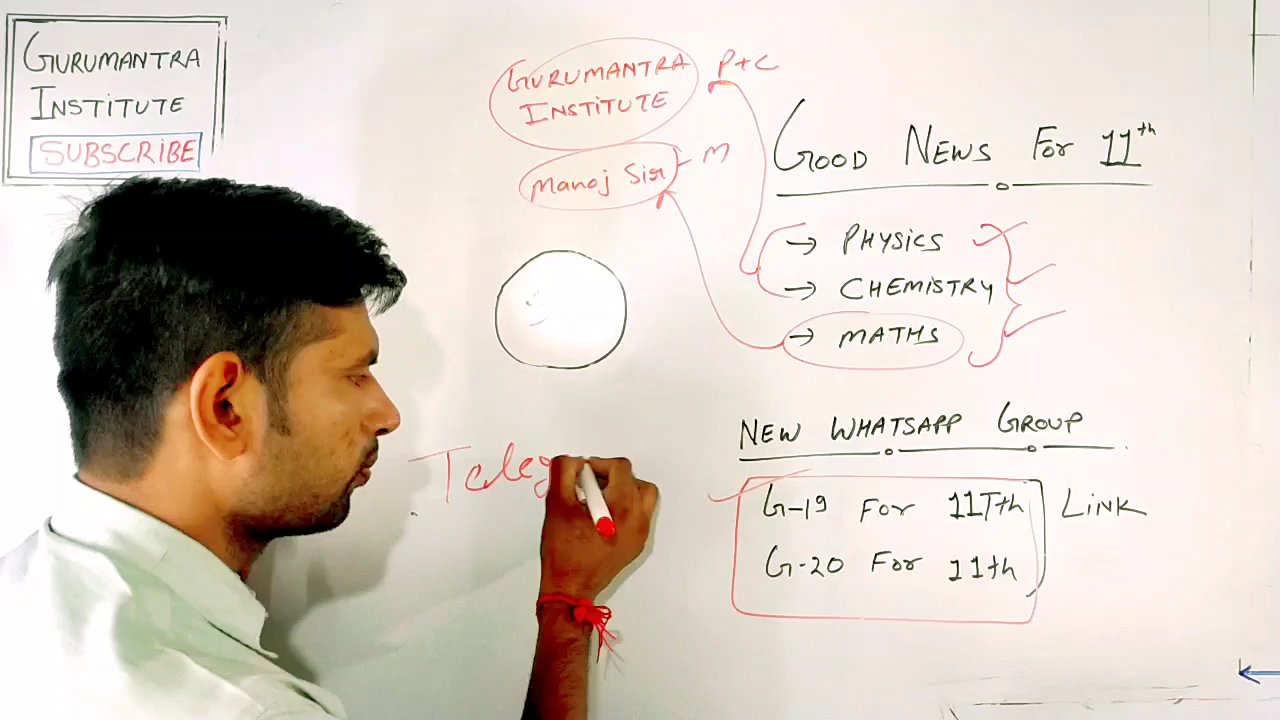 GURUMANTRA
INSTITUTE
SUBSCRIBE
GURUMANTRA
INSTITUTE
P+C
Manoj Sir
M
GOOD NEWS FOR 11th
→ PHYSICS
→ CHEMISTRY
→ MATHS
NEW WHATSAPP GROUP
G-19 FOR 11Tth
LINK
G-20 FOR 11th
Teleg